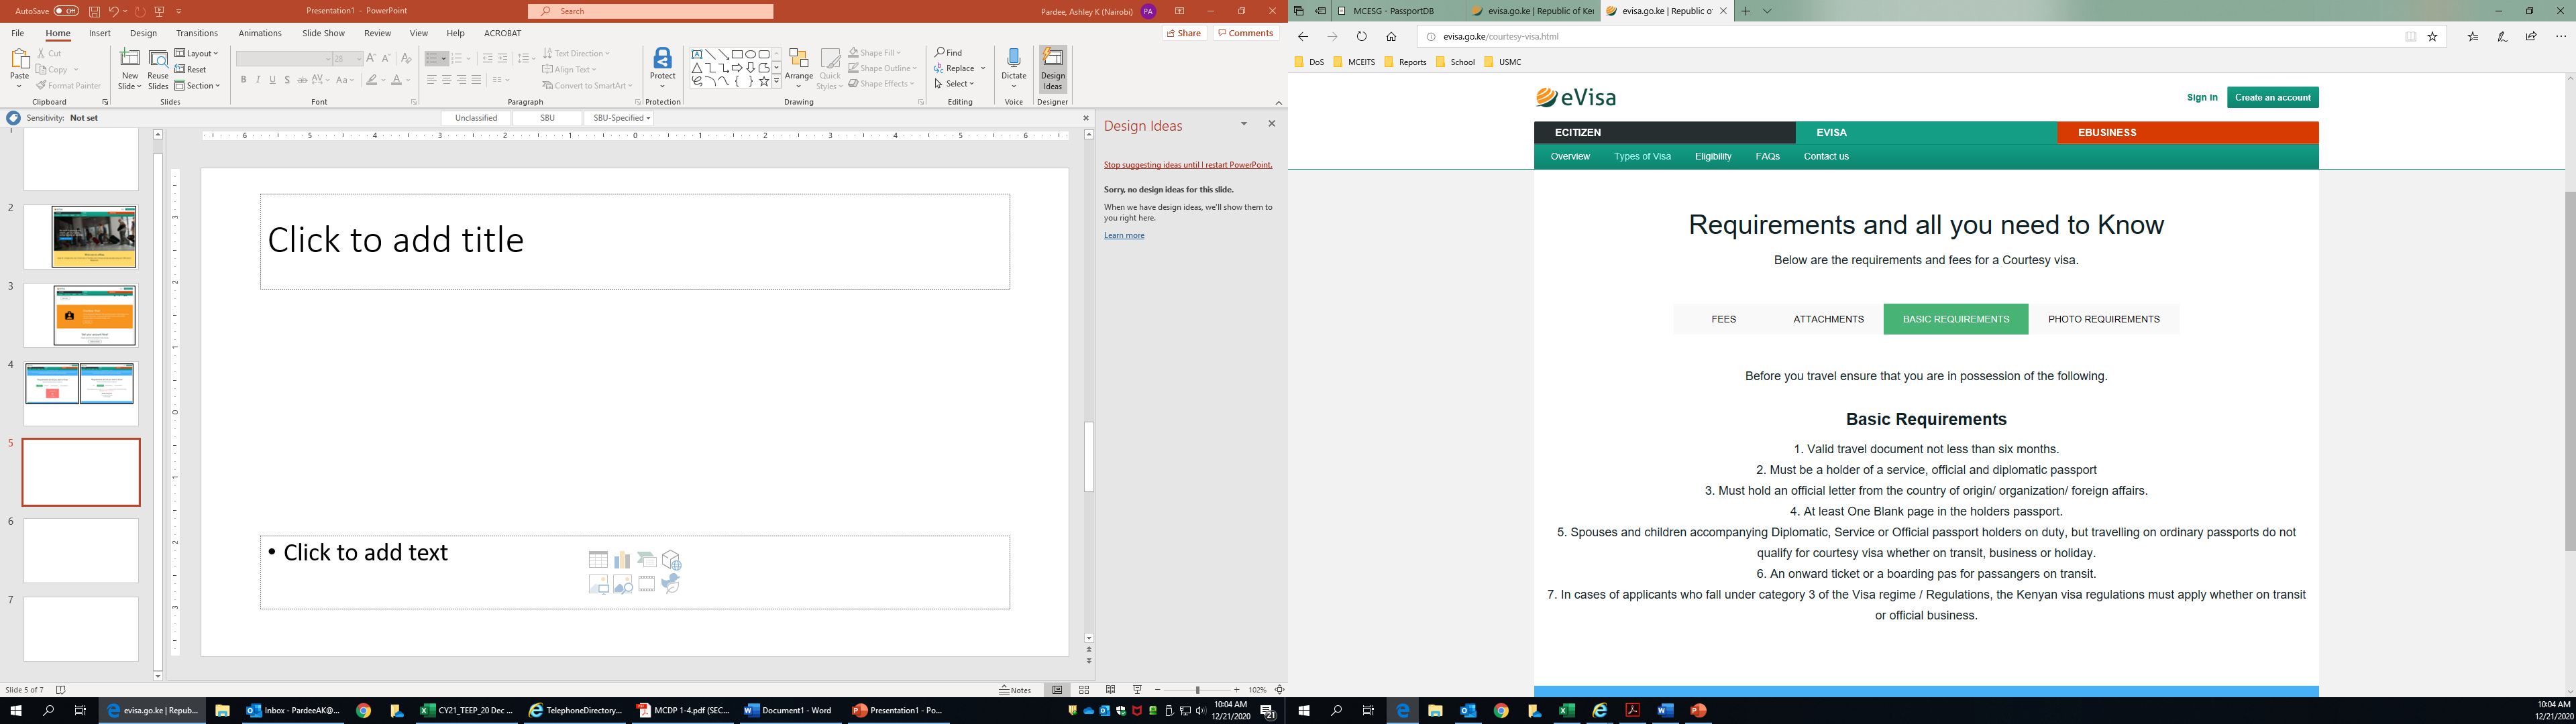 AutoSave Off
Presentation1 - PowerPoint
Search
Pardee, Ashley K (Nairobi) PA
File Home Insert Design Transitions Animations Slide Show Review View Help ACROBAT
Share Comments
Paste
Cut
Copy
Format Painter
Clipboard
New Slide
Reuse Slides
Layout
Reset
Section
Slides
28
Font
Text Direction
Align Text
Convert to SmartArt
Paragraph
Protect
Protection
Arrange
Quick Styles
Shape Fill
Shape Outline
Shape Effects
Drawing
Find
Replace
Select
Editing
Dictate
Voice
Design Ideas
Designer
Sensitivity: Not set
Unclassified SBU SBU-Specified
2
3
4
5
6
7
Click to add title
• Click to add text
Design Ideas
Stop suggesting ideas until I restart PowerPoint.
Sorry, no design ideas for this slide.
When we have design ideas, we'll show them to
you right here.
Learn more
Slide 5 of 7
Notes
102%
evisa.go.ke | Repub...
Inbox - PardeeAK@...
CY21_TEEP_20 Dec ...
TelephoneDirectory...
MCDP 1-4.pdf (SEC...
Document1 - Word
Presentation1 - Po...
10:04 AM
12/21/2020
21
MCESG - PassportDB
evisa.go.ke | Republic of Ken
evisa.go.ke | Republic of
evisa.go.ke/courtesy-visa.html
DoS MCEITS Reports School USMC
eVisa
Sign in Create an account
ECITIZEN EVISA EBUSINESS
Overview Types of Visa Eligibility FAQs Contact us
Requirements and all you need to Know
Below are the requirements and fees for a Courtesy visa.
FEES ATTACHMENTS BASIC REQUIREMENTS PHOTO REQUIREMENTS
Before you travel ensure that you are in possession of the following.
Basic Requirements
1. Valid travel document not less than six months.
2. Must be a holder of a service, official and diplomatic passport
3. Must hold an official letter from the country of origin/ organization/ foreign affairs.
4. At least One Blank page in the holders passport.
5. Spouses and children accompanying Diplomatic, Service or Official passport holders on duty, but travelling on ordinary passports do not
qualify for courtesy visa whether on transit, business or holiday.
6. An onward ticket or a boarding pas for passangers on transit.
7. In cases of applicants who fall under category 3 of the Visa regime / Regulations, the Kenyan visa regulations must apply whether on transit
or official business.
10:04 AM
12/21/2020